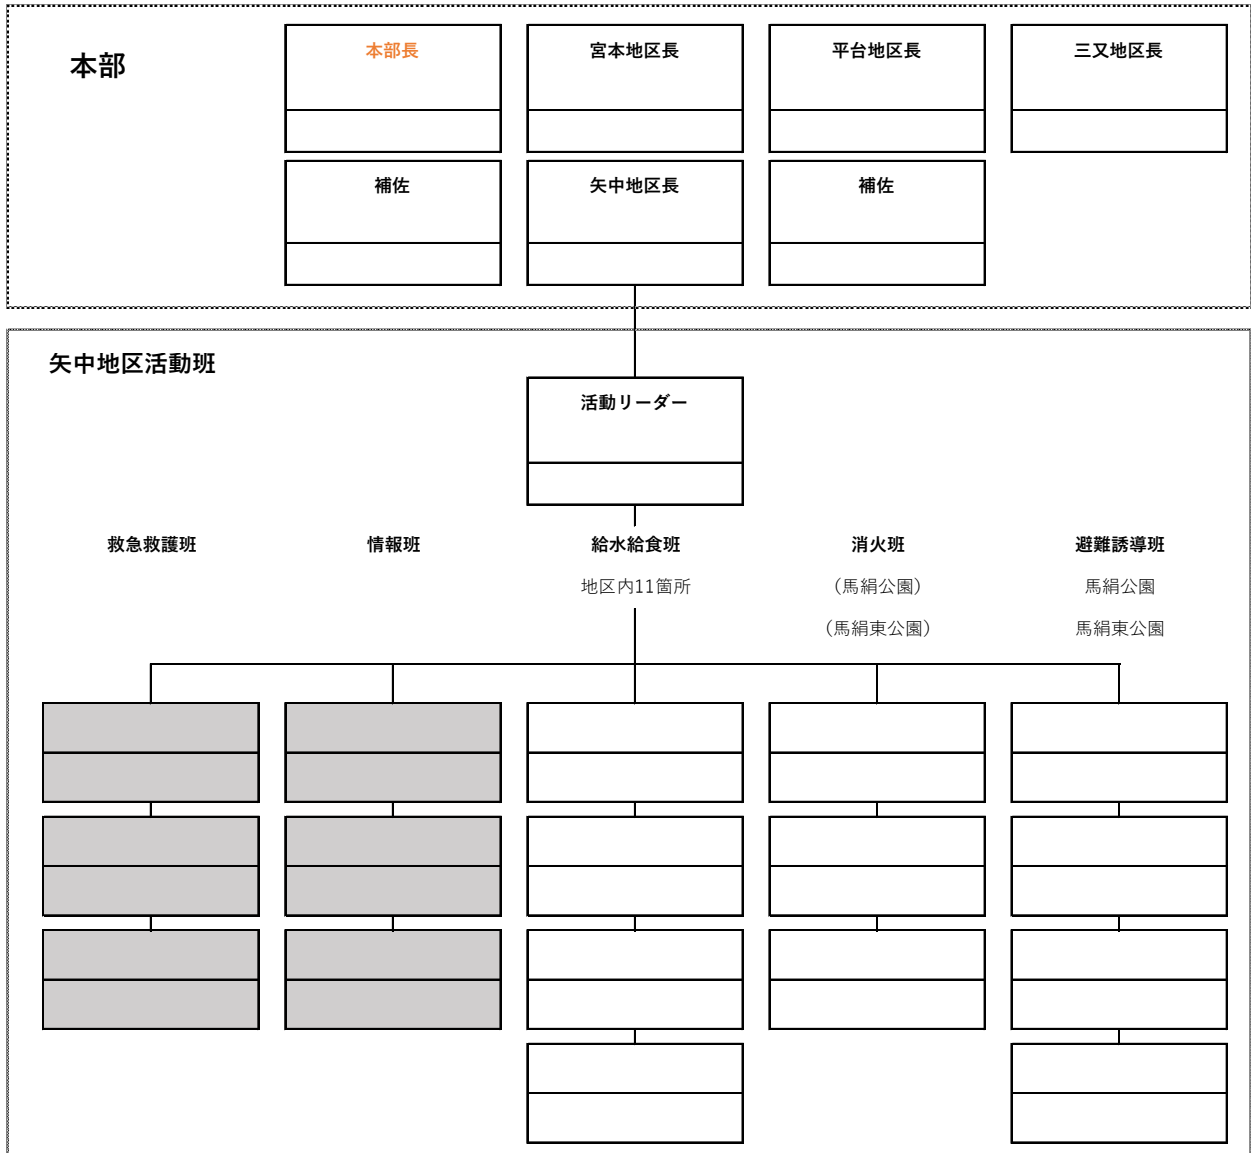 本部
本部長
宮本地区長
平台地区長
三又地区長
補佐
矢中地区長
補佐
矢中地区活動班
活動リーダー
救急救護班
情報班
給水給食班
消火班
避難誘導班
地区内11箇所
（馬絹公園）
馬絹公園
（馬絹東公園）
馬絹東公園